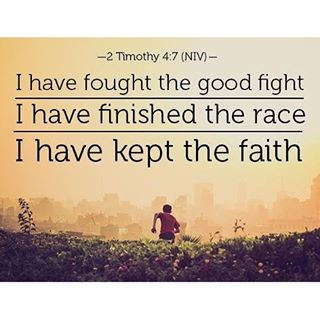 —2 Timothy 4:7 (NIV)—
I have fought the good fight
I have finished the race
I have kept the faith